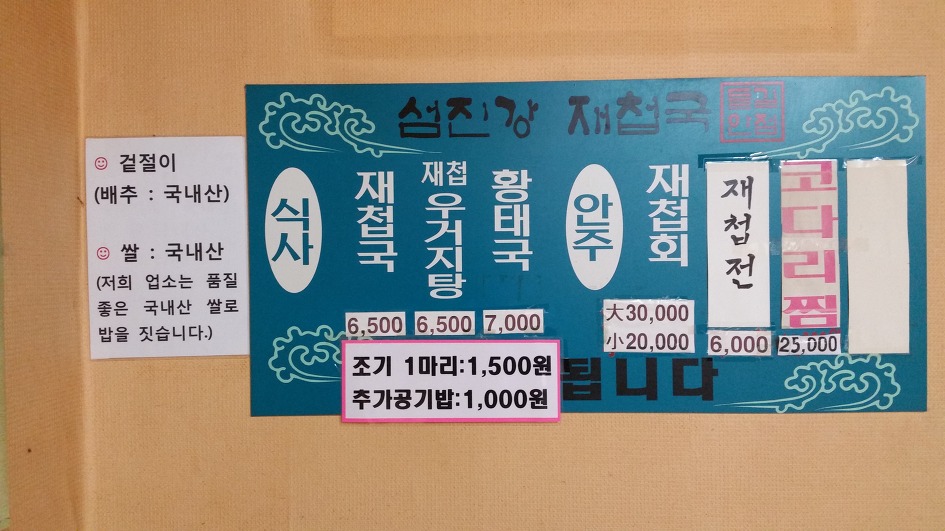 겉절이
(배추 : 국내산)
쌀 : 국내산
(저희 업소는 품질
좋은 국내산 쌀로
밥을 짓습니다.)
섬진강 재첩국
식사
재첩국
6,500
재첩 우거지탕
6,500
황태국
7,000
안주
재첩회
大30,000
小20,000
재첩전
6,000
코다리찜
25,000
조기 1마리:1,500원
추가공기밥:1,000원
됩니다